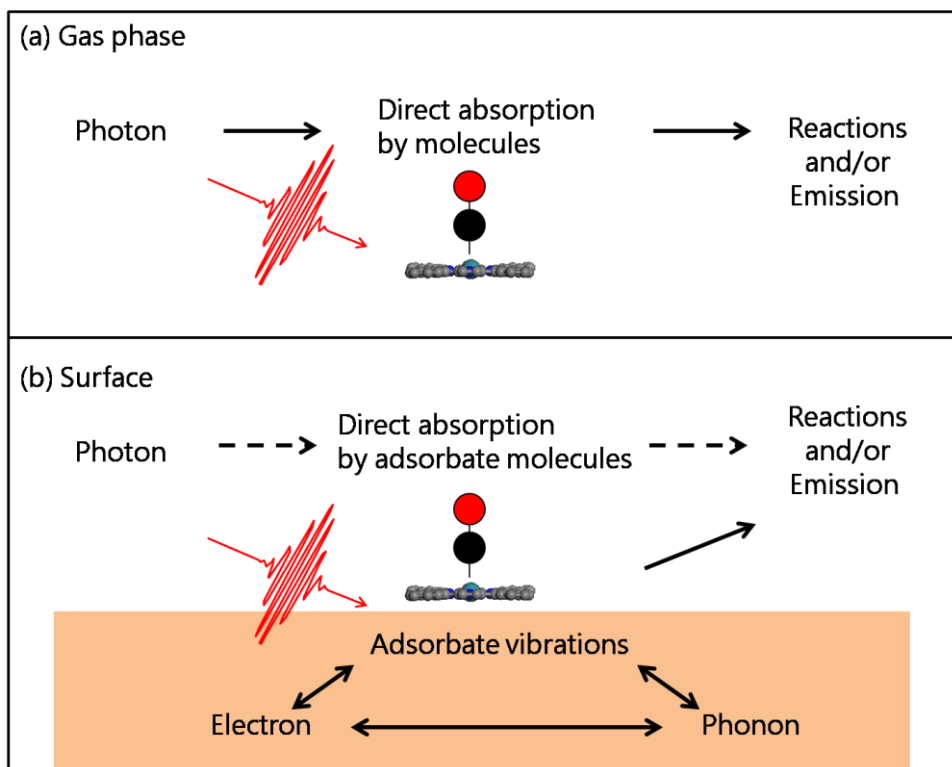 (a) Gas phase
Photon
Direct absorption
by molecules
Reactions
and/or
Emission
(b) Surface
Photon
Direct absorption
by adsorbate molecules
Reactions
and/or
Emission
Adsorbate vibrations
Electron
Phonon